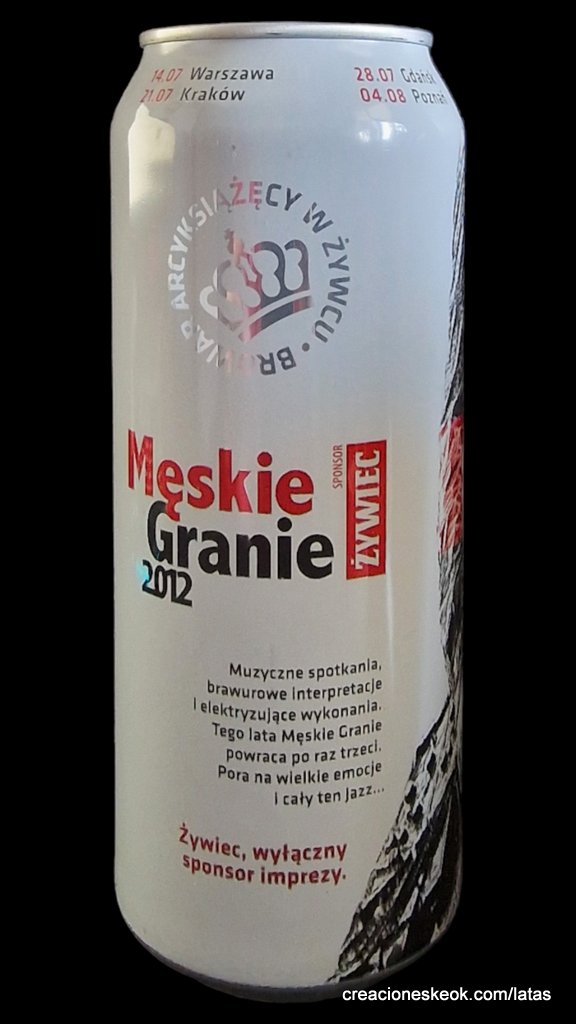 14.07 Warszawa
21.07 Kraków
28.07 Gdańsk
04.08 Poznań
BROWAR ARCYKSIĄŻĘCY W ŻYWCU •
Męskie
Granie
2012
SPONSOR
ŻYWIEC
Muzyczne spotkania,
brawurowe interpretacje
i elektryzujące wykonania.
Tego lata Męskie Granie
powraca po raz trzeci.
Pora na wielkie emocje
i cały ten jazz...
Żywiec, wyłączny
sponsor imprezy.
creacioneskeok.com/latas